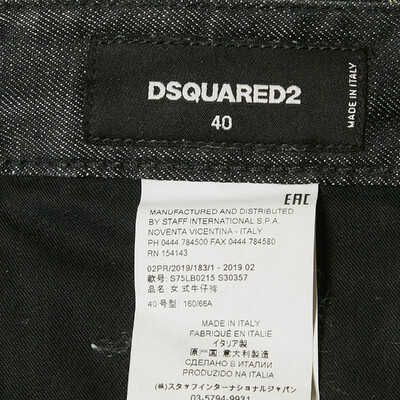 DSQUARED2
40
MADE IN ITALY
EAC
MANUFACTURED AND DISTRIBUTED
BY STAFF INTERNATIONAL S.P.A
NOVENTA VICENTINA - ITALY
PH 0444 784500 FAX 0444 784580
RN 154143
02PR/2019/183/1 - 2019 02
款号: S75LB0215 S30357
品名: 女式牛仔裤
40 号型: 160/66A
MADE IN ITALY
FABRIQUÉ EN ITALIE
イタリア製
原产国: 意大利制造
СДЕЛАНО В ИТАЛИИ
PRODUZIDO NA ITALIA
(株)スタッフインターナショナルジャパン
03-5794-9931